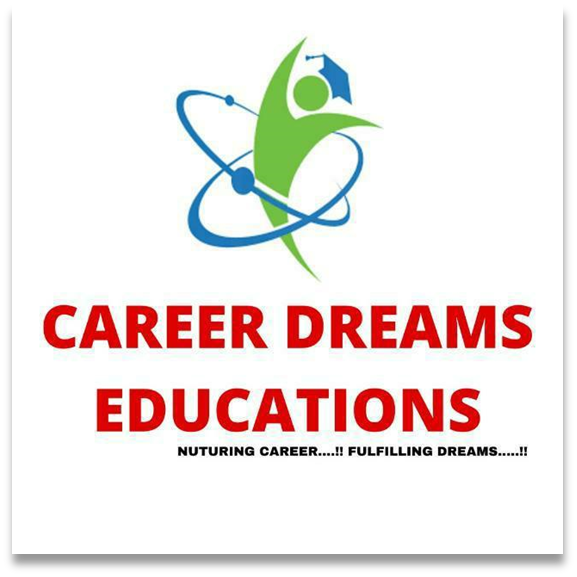 CAREER DREAMS
EDUCATIONS
NUTURING CAREER....!! FULFILLING DREAMS.....!!